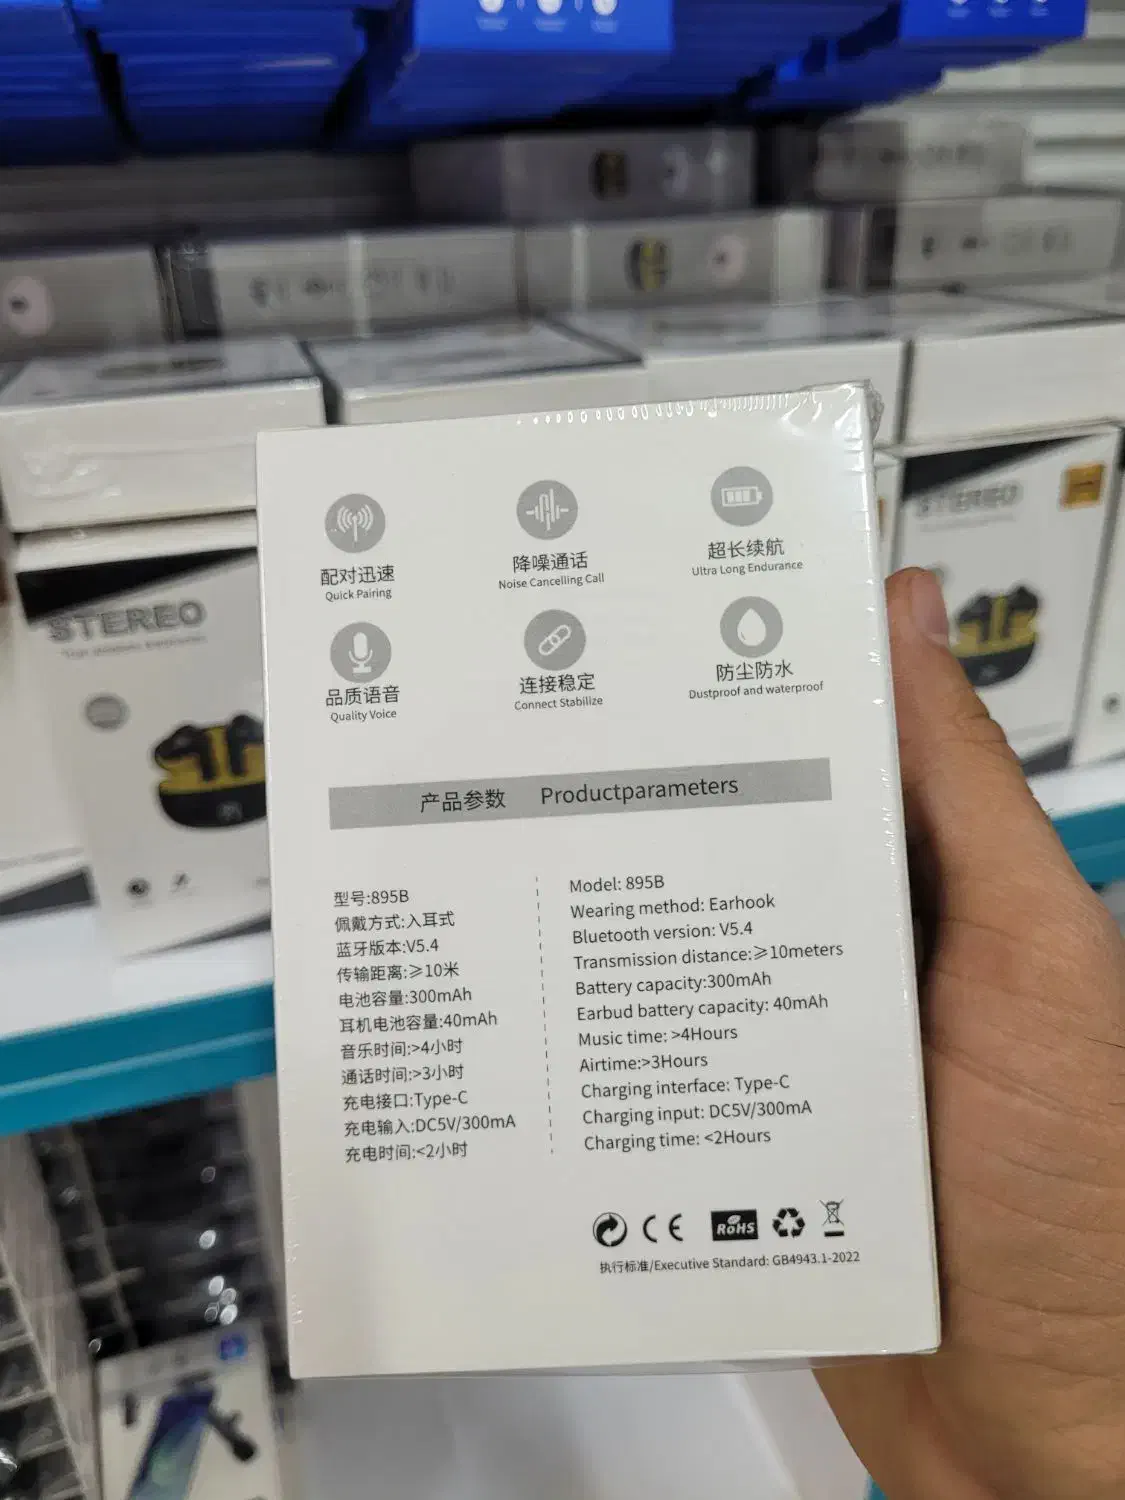 配对迅速
Quick Pairing
降噪通话
Noise Cancelling Call
超长续航
Ultra Long Endurance
品质语音
Quality Voice
连接稳定
Connect Stabilize
防尘防水
Dustproof and waterproof
产品参数 Productparameters
型号:895B
佩戴方式:入耳式
蓝牙版本:V5.4
传输距离:≥10米
电池容量:300mAh
耳机电池容量:40mAh
音乐时间:>4小时
通话时间:>3小时
充电接口:Type-C
充电输入:DC5V/300mA
充电时间:<2小时
Model: 895B
Wearing method: Earhook
Bluetooth version: V5.4
Transmission distance:≥10meters
Battery capacity:300mAh
Earbud battery capacity: 40mAh
Music time: >4Hours
Airtime:>3Hours
Charging interface: Type-C
Charging input: DC5V/300mA
Charging time: <2Hours
CE RoHS
执行标准/Executive Standard: GB4943.1-2022
STEREO
STEREO